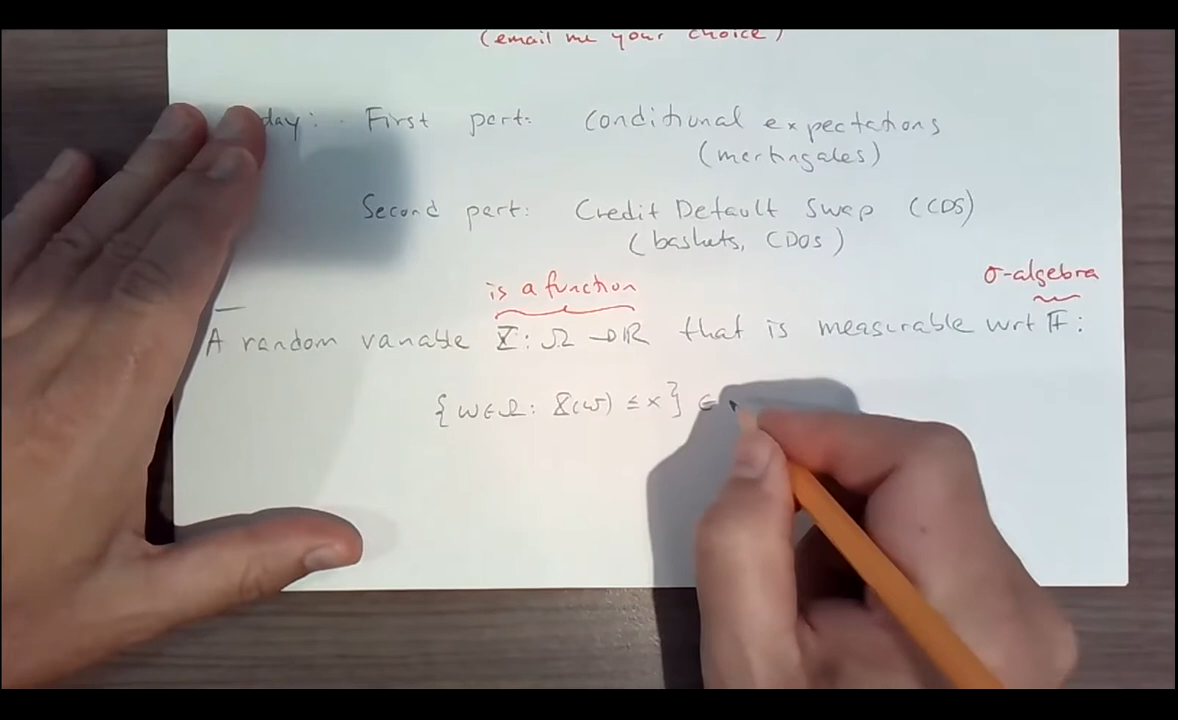 (email me your choice)
day: . First part: Conditional expectations
(martingales)
Second part: Credit Default Swap (CDS)
(baskets, CDOs)
is a function
σ-algebra
A random variable X: Ω → ℝ that is measurable wrt 𝔽:
{ω∈Ω: X(ω) ≤ x} ∈